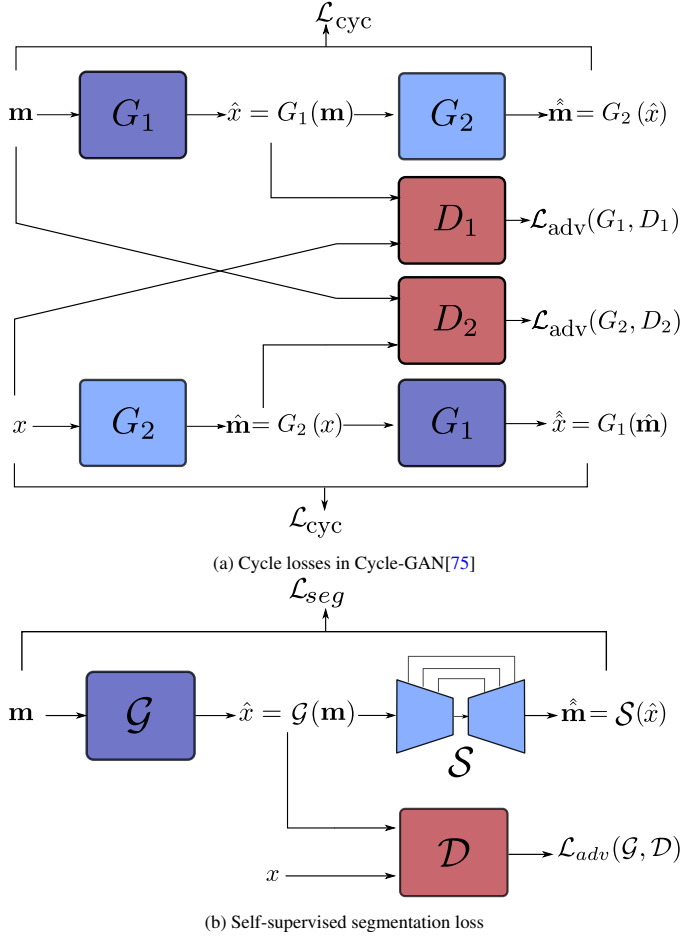 𝓛cyc
m G₁ x̂ = G₁(m) G₂ m̂̂ = G₂ (x̂)
D₁ 𝓛adv(G₁, D₁)
D₂ 𝓛adv(G₂, D₂)
x G₂ m̂ = G₂ (x) G₁ x̂̂ = G₁(m̂)
𝓛cyc
(a) Cycle losses in Cycle-GAN[75]
𝓛seg
m 𝒢 x̂ = 𝒢(m) m̂̂ = 𝒮(x̂)
𝒮
𝒟 𝓛adv(𝒢, 𝒟)
x
(b) Self-supervised segmentation loss